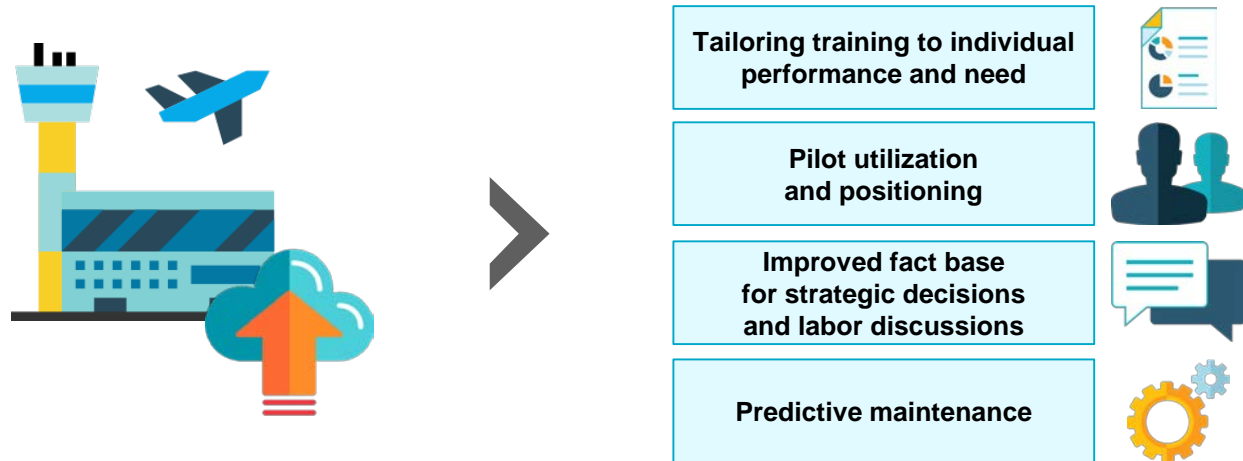 Tailoring training to individual
performance and need
Pilot utilization
and positioning
Improved fact base
for strategic decisions
and labor discussions
Predictive maintenance